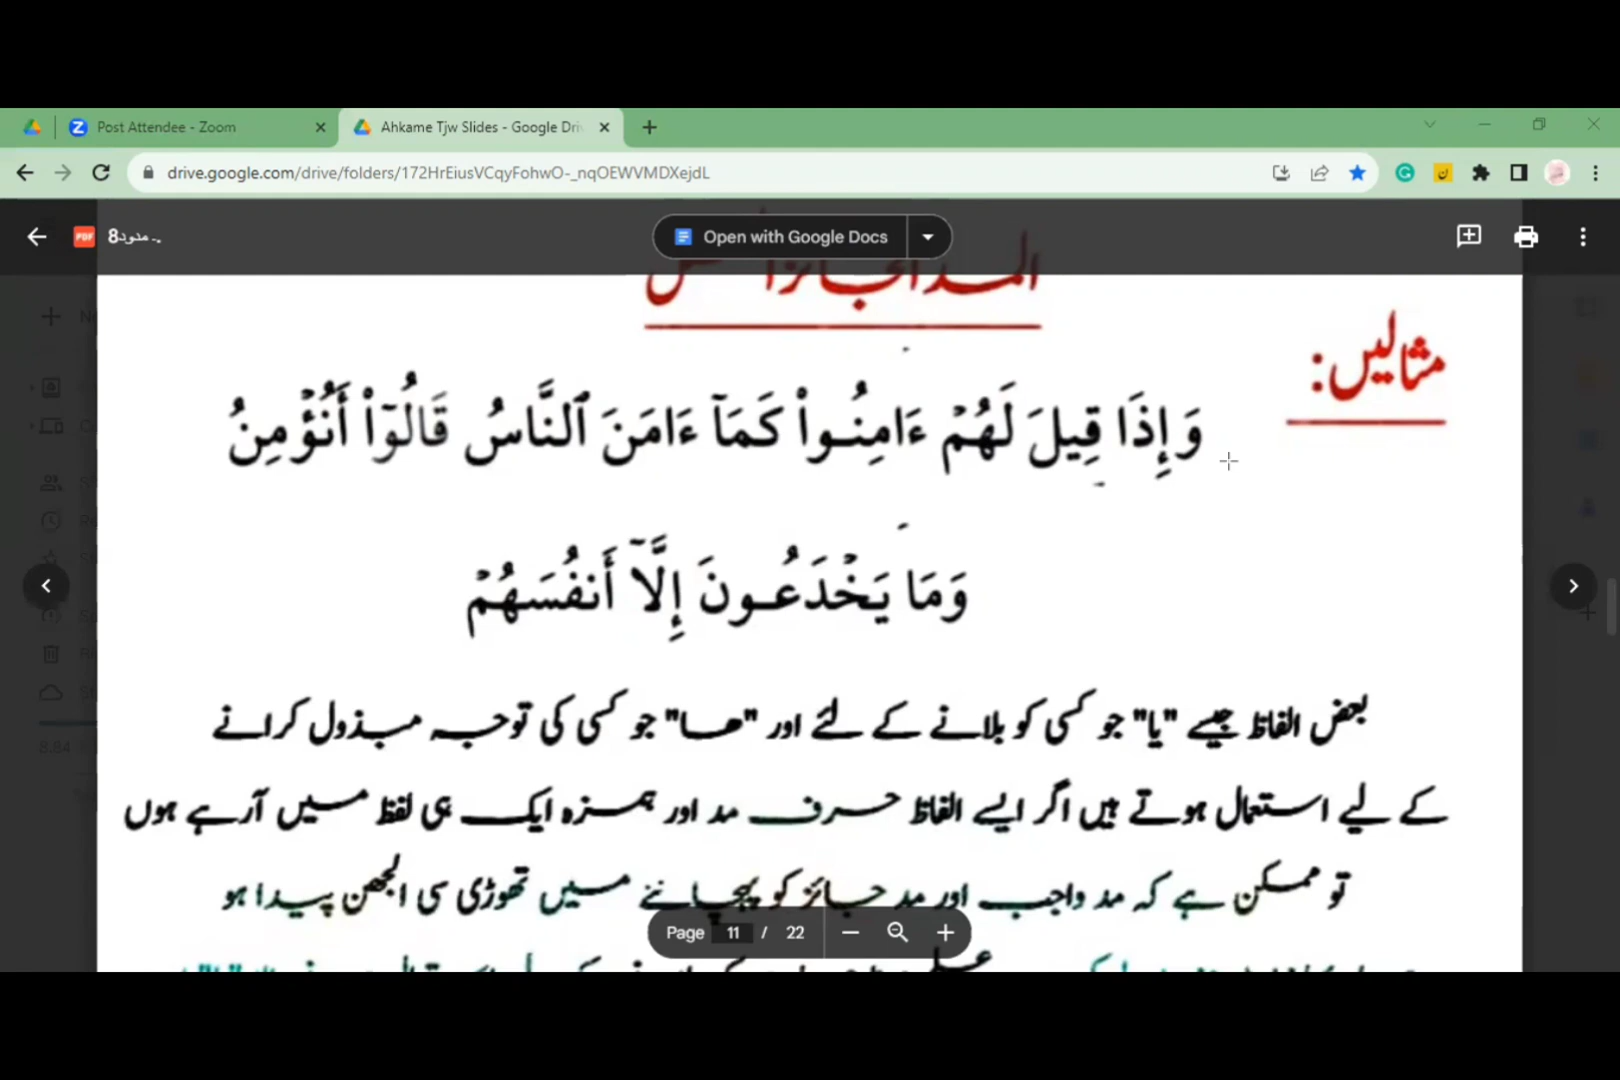 Post Attendee - Zoom
Ahkame Tjw Slides - Google Dri
drive.google.com/drive/folders/172HrEiusVCqyFohwO-_nqOEWVMDXejdL
PDF
8مدود۔
Open with Google Docs
مثالیں:
وَإِذَا قِيلَ لَهُمْ ءَامِنُوا۟ كَمَآ ءَامَنَ ٱلنَّاسُ قَالُوٓا۟ أَنُؤْمِنُ
وَمَا يَخْدَعُونَ إِلَّآ أَنفُسَهُمْ
بعض الفاظ جیسے "یا" جو کسی کو بلانے کے لئے اور "ھا" جو کسی کی توجہ مبذول کرانے
کے لیے استعمال ہوتے ہیں اگر ایسے الفاظ حرف مد اور ہمزہ ایک ہی لفظ میں آرہے ہوں
تو ممکن ہے کہ مد واجب اور مد جائز کو پہچاننے میں تھوڑی سی الجھن پیدا ہو
Page 11 / 22
8.84